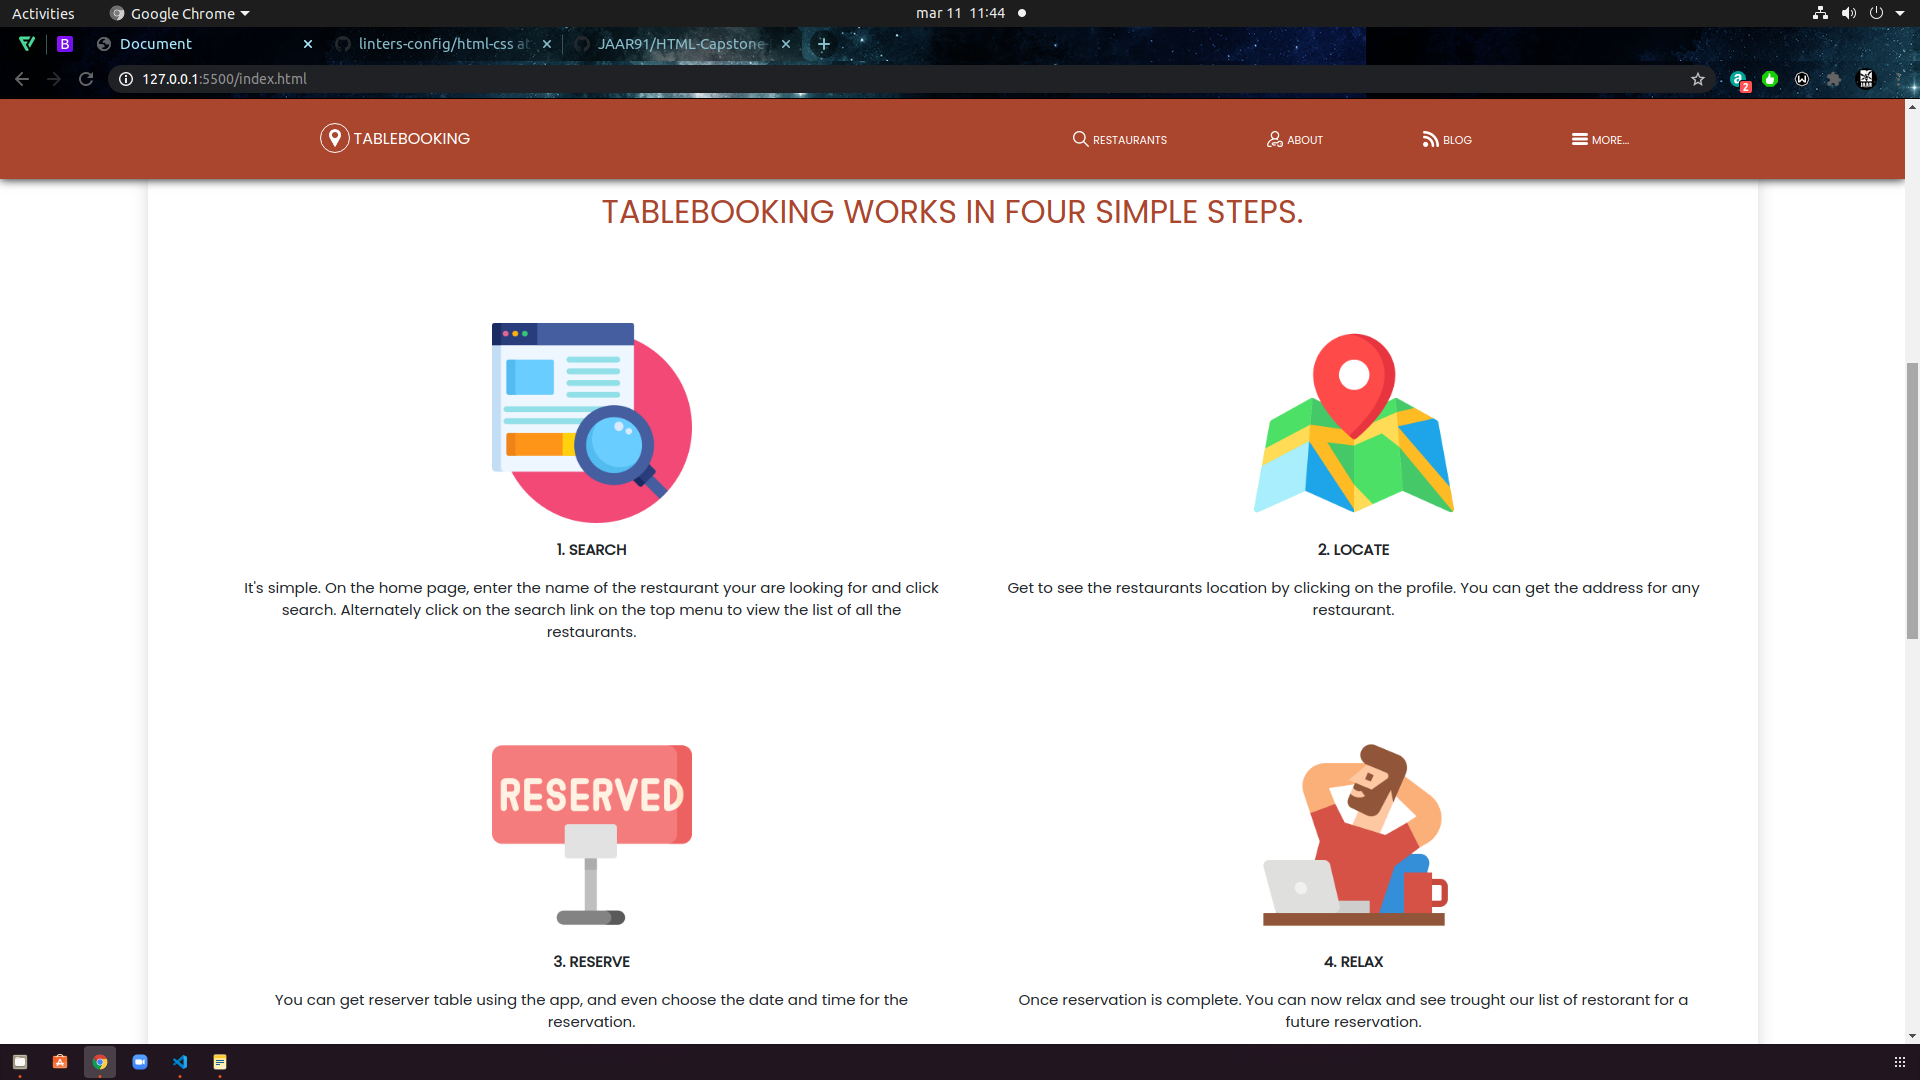 Activities
Google Chrome
mar 11 11:44
B
Document
linters-config/html-css at
JAAR91/HTML-Capstone
127.0.0.1:5500/index.html
2
TABLEBOOKING
RESTAURANTS
ABOUT
BLOG
MORE...
TABLEBOOKING WORKS IN FOUR SIMPLE STEPS.
1. SEARCH
It's simple. On the home page, enter the name of the restaurant your are looking for and click
search. Alternately click on the search link on the top menu to view the list of all the
restaurants.
2. LOCATE
Get to see the restaurants location by clicking on the profile. You can get the address for any
restaurant.
RESERVED
3. RESERVE
You can get reserver table using the app, and even choose the date and time for the
reservation.
4. RELAX
Once reservation is complete. You can now relax and see trought our list of restorant for a
future reservation.